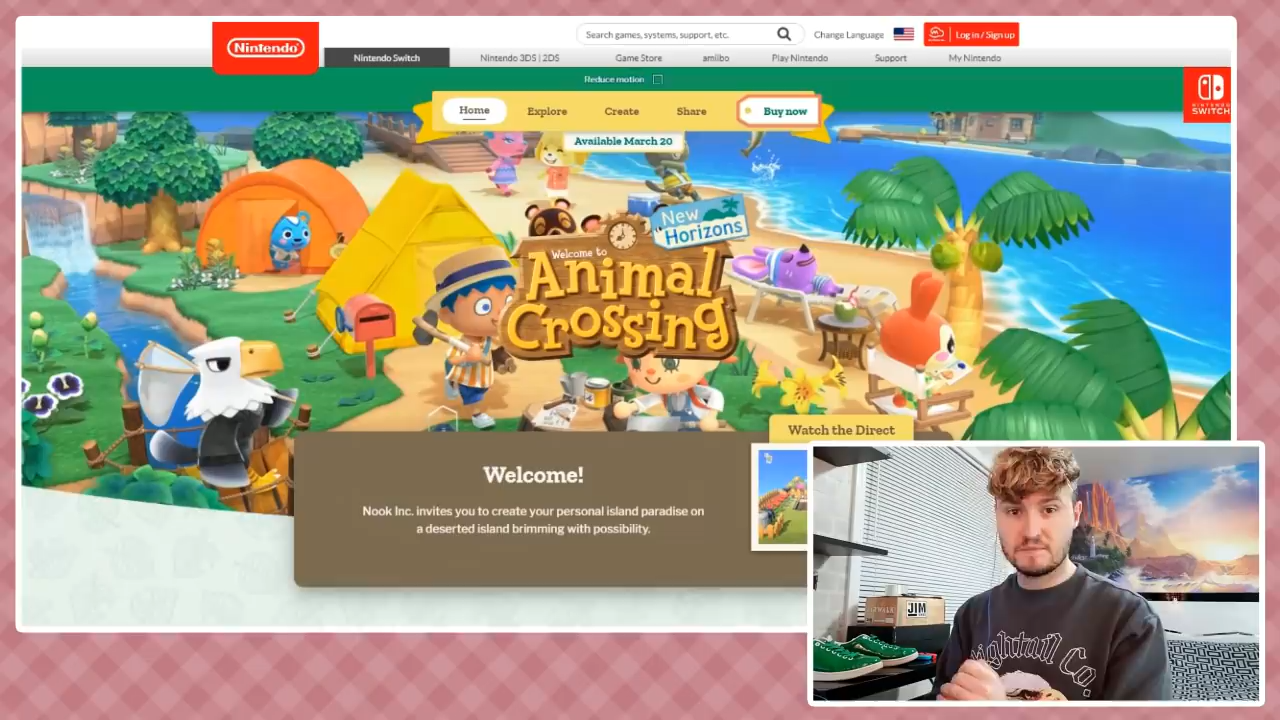 Nintendo
Search games, systems, support, etc.
Change Language
Log in / Sign up
Nintendo Switch
Nintendo 3DS | 2DS
Game Store
amiibo
Play Nintendo
Support
My Nintendo
Reduce motion
Home
Explore
Create
Share
Buy now
NINTENDO
SWITCH
Available March 20
New
Horizons
Welcome to
Animal
Crossing
Watch the Direct
Welcome!
Nook Inc. invites you to create your personal island paradise on
a deserted island brimming with possibility.
JIM
Co.